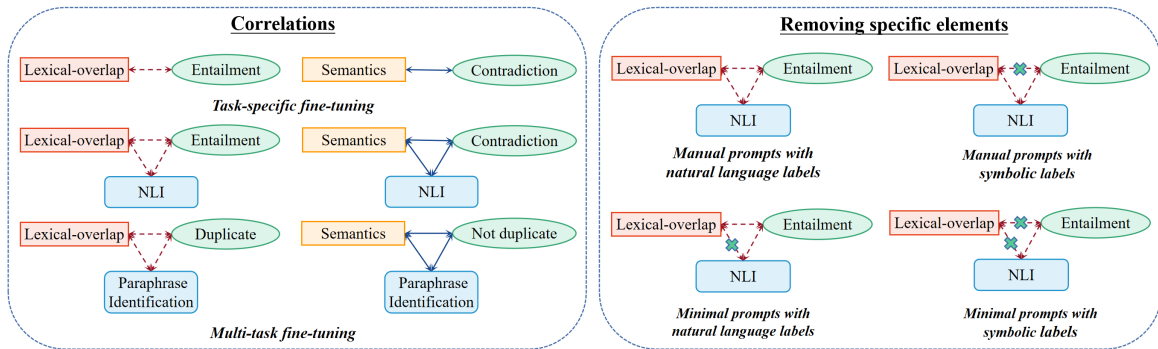 Correlations
Lexical-overlap
Entailment
Semantics
Contradiction
Task-specific fine-tuning
Lexical-overlap
Entailment
Semantics
Contradiction
NLI
NLI
Lexical-overlap
Duplicate
Semantics
Not duplicate
Paraphrase
Identification
Paraphrase
Identification
Multi-task fine-tuning
Removing specific elements
Lexical-overlap
Entailment
Lexical-overlap
Entailment
NLI
NLI
Manual prompts with
natural language labels
Manual prompts with
symbolic labels
Lexical-overlap
Entailment
Lexical-overlap
Entailment
NLI
NLI
Minimal prompts with
natural language labels
Minimal prompts with
symbolic labels